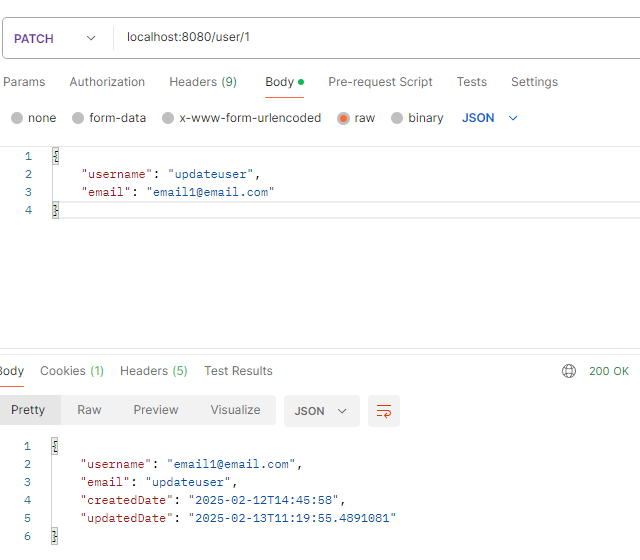 PATCH localhost:8080/user/1
Params Authorization Headers (9) Body Pre-request Script Tests Settings
none form-data x-www-form-urlencoded raw binary JSON
1 {
2 "username": "updateuser",
3 "email": "email1@email.com"
4 }
Body Cookies (1) Headers (5) Test Results 200 OK
Pretty Raw Preview Visualize JSON
1 {
2 "username": "email1@email.com",
3 "email": "updateuser",
4 "createdDate": "2025-02-12T14:45:58",
5 "updatedDate": "2025-02-13T11:19:55.4891081"
6 }